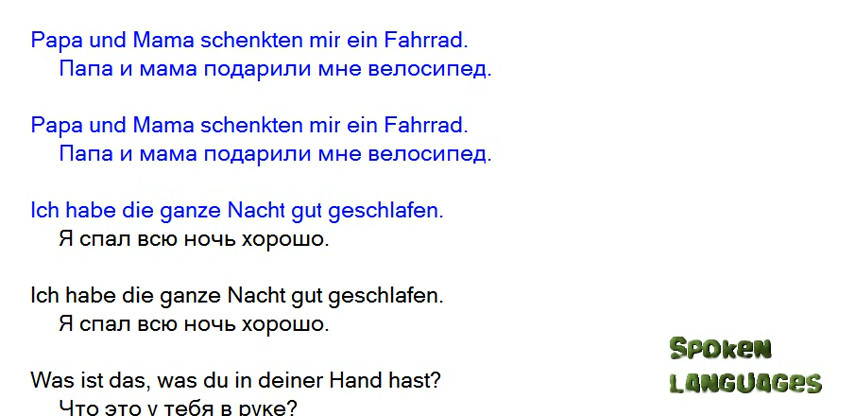 Papa und Mama schenkten mir ein Fahrrad.
Папа и мама подарили мне велосипед.
Papa und Mama schenkten mir ein Fahrrad.
Папа и мама подарили мне велосипед.
Ich habe die ganze Nacht gut geschlafen.
Я спал всю ночь хорошо.
Ich habe die ganze Nacht gut geschlafen.
Я спал всю ночь хорошо.
Was ist das, was du in deiner Hand hast?
Что это у тебя в руке?
Spoken
Languages